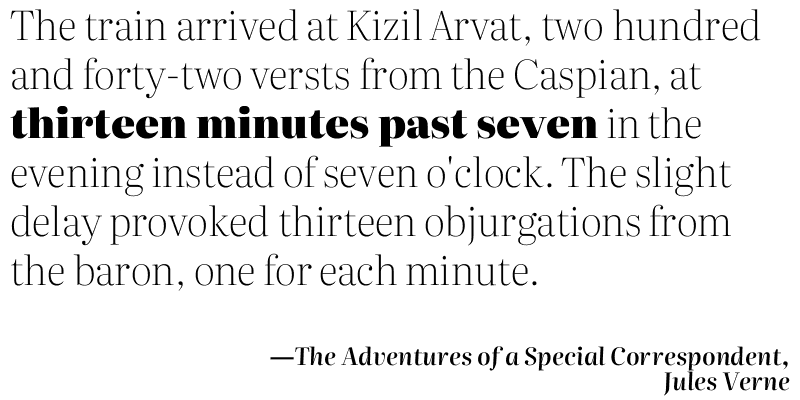 The train arrived at Kizil Arvat, two hundred
and forty-two versts from the Caspian, at
thirteen minutes past seven in the
evening instead of seven o'clock. The slight
delay provoked thirteen objurgations from
the baron, one for each minute.
—The Adventures of a Special Correspondent,
Jules Verne